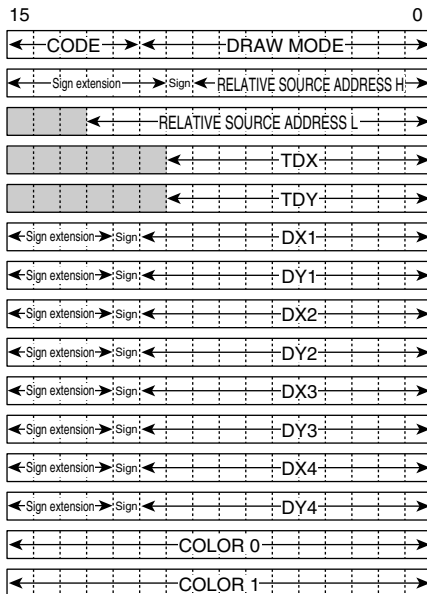 15 0
CODE DRAW MODE
Sign extension Sign RELATIVE SOURCE ADDRESS H
RELATIVE SOURCE ADDRESS L
TDX
TDY
Sign extension Sign DX1
Sign extension Sign DY1
Sign extension Sign DX2
Sign extension Sign DY2
Sign extension Sign DX3
Sign extension Sign DY3
Sign extension Sign DX4
Sign extension Sign DY4
COLOR 0
COLOR 1